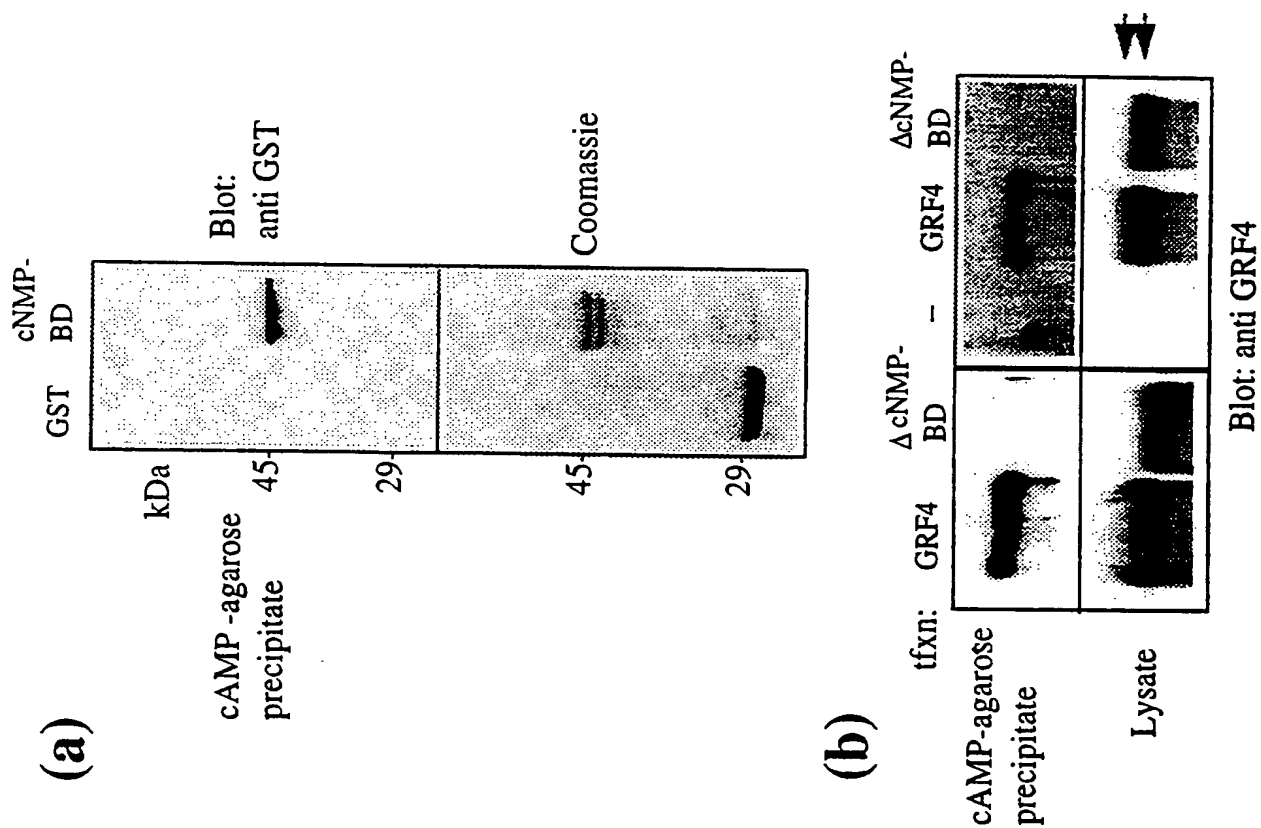 (a)
cNMP-
GST BD
kDa
cAMP -agarose
precipitate
45
29
Blot:
anti GST
45
29
Coomassie
(b)
tfxn: GRF4 ΔcNMP-
BD
– GRF4 ΔcNMP-
BD
cAMP-agarose
precipitate
Lysate
Blot: anti GRF4